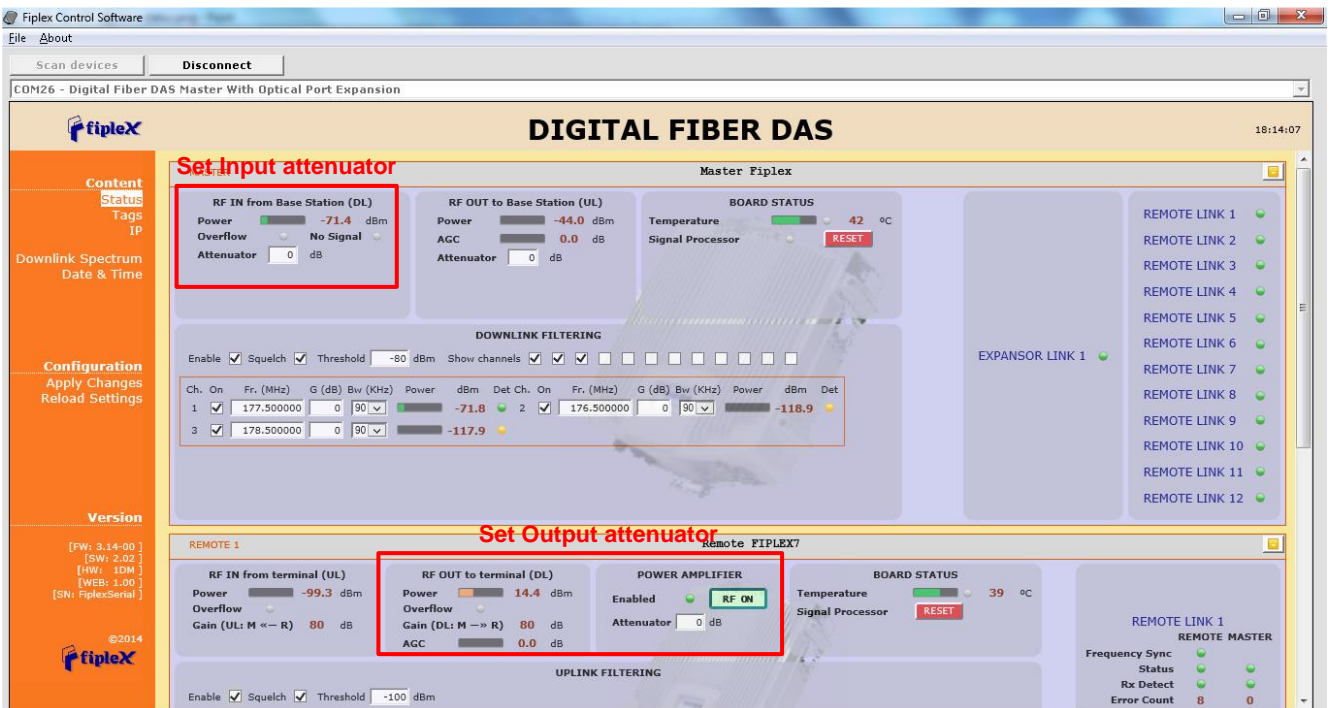 Fiplex Control Software
File About
Scan devices Disconnect
COM26 - Digital Fiber DAS Master With Optical Port Expansion
fipleX
DIGITAL FIBER DAS
18:14:07
Content
Status
Tags
IP
Downlink Spectrum
Date & Time
Configuration
Apply Changes
Reload Settings
Version
[FW: 3.14-00 ]
[SW: 2.02 ]
[HW: 1DM ]
[WEB: 1.00 ]
[SN: FiplexSerial ]
©2014
fipleX
Set Input attenuator
MASTER Master Fiplex
RF IN from Base Station (DL)
Power -71.4 dBm
Overflow No Signal
Attenuator 0 dB
RF OUT to Base Station (UL)
Power -44.0 dBm
AGC 0.0 dB
Attenuator 0 dB
BOARD STATUS
Temperature 42 ºC
Signal Processor RESET
DOWNLINK FILTERING
Enable Squelch Threshold -80 dBm Show channels
Ch. On Fr. (MHz) G (dB) Bw (KHz) Power dBm Det Ch. On Fr. (MHz) G (dB) Bw (KHz) Power dBm Det
1 177.500000 0 90 -71.8 2 176.500000 0 90 -118.9
3 178.500000 0 90 -117.9
EXPANSOR LINK 1
REMOTE LINK 1
REMOTE LINK 2
REMOTE LINK 3
REMOTE LINK 4
REMOTE LINK 5
REMOTE LINK 6
REMOTE LINK 7
REMOTE LINK 8
REMOTE LINK 9
REMOTE LINK 10
REMOTE LINK 11
REMOTE LINK 12
Set Output attenuator
REMOTE 1 Remote FIPLEX7
RF IN from terminal (UL)
Power -99.3 dBm
Overflow
Gain (UL: M «— R) 80 dB
RF OUT to terminal (DL)
Power 14.4 dBm
Overflow
Gain (DL: M —» R) 80 dB
AGC 0.0 dB
POWER AMPLIFIER
Enabled RF ON
Attenuator 0 dB
BOARD STATUS
Temperature 39 ºC
Signal Processor RESET
REMOTE LINK 1
REMOTE MASTER
Frequency Sync
Status
Rx Detect
Error Count 8 0
UPLINK FILTERING
Enable Squelch Threshold -100 dBm